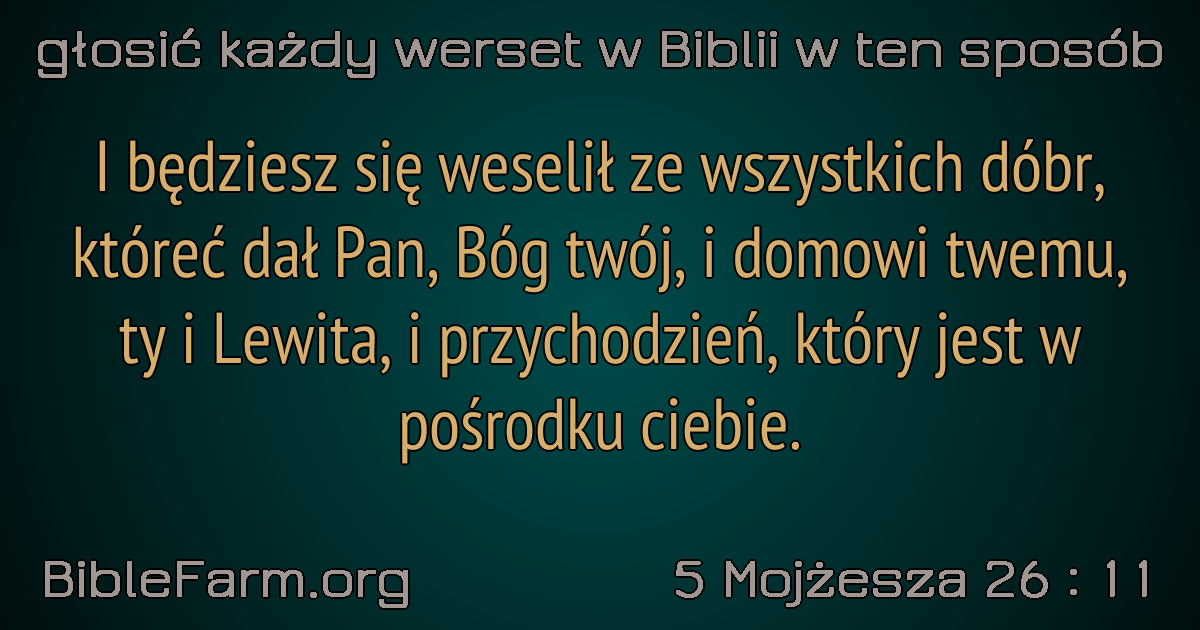 głosić każdy werset w Biblii w ten sposób
I będziesz się weselił ze wszystkich dóbr,
któreć dał Pan, Bóg twój, i domowi twemu,
ty i Lewita, i przychodzień, który jest w
pośrodku ciebie.
BibleFarm.org
5 Mojżesza 26 : 11